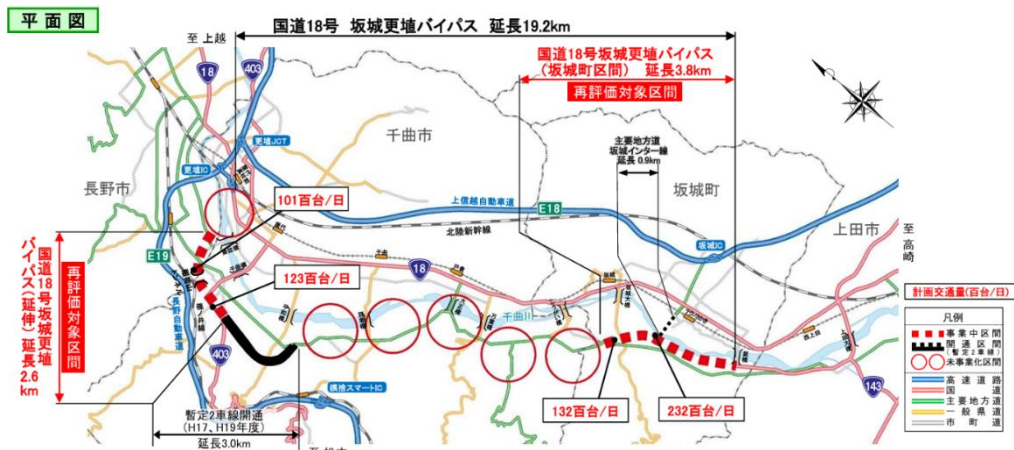 平面図
至 上越
国道18号 坂城更埴バイパス 延長19.2km
国道18号坂城更埴バイパス
(坂城町区間) 延長3.8km
再評価対象区間
18
403
千曲市
更埴JCT
更埴IC
主要地方道
坂城インター線
延長 0.9km
坂城町
長野市
101百台/日
上信越自動車道
E18
北陸新幹線
坂城IC
上田市
至 高崎
E19
123百台/日
18
国道18号坂城更埴
バイパス(延伸) 延長2.6km
再評価対象区間
長野自動車道
千曲川
西上田
計画交通量(百台/日)
凡例
事業中区間
開通区間
(暫定2車線)
未事業化区間
高速道路
国道
主要地方道
一般県道
市町道
403
姨捨スマートIC
132百台/日
232百台/日
143
暫定2車線開通
(H17、H19年度)
延長3.0km